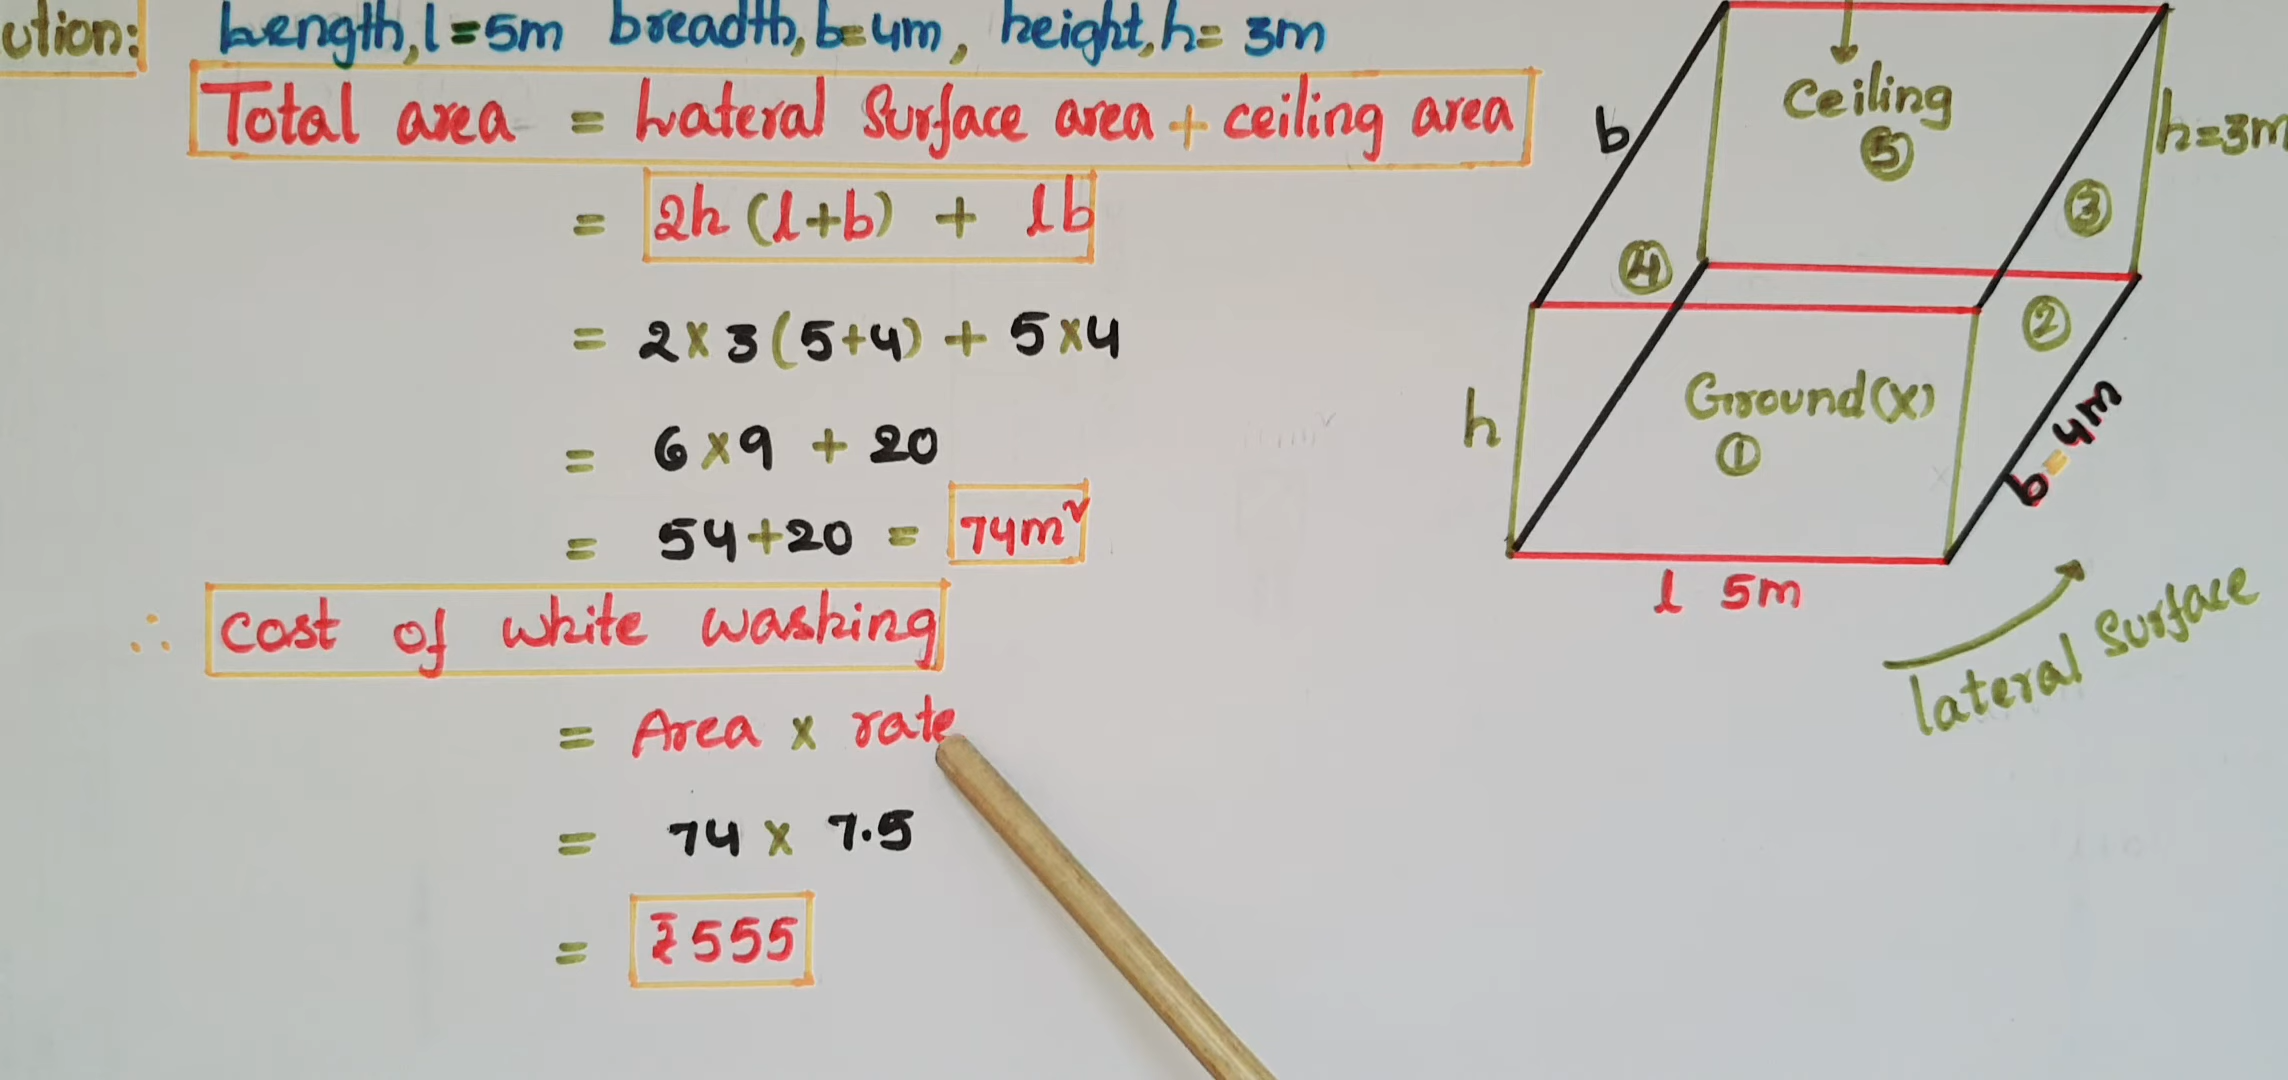 ution: Length, l=5m breadth, b=4m, height, h= 3m
Total area = Lateral Surface area + ceiling area
= 2h (l+b) + lb
= 2 x 3 (5+4) + 5 x 4
= 6 x 9 + 20
= 54+20 = 74m²
∴ Cost of white washing
= Area x rate
= 74 x 7.5
= ₹555
Ceiling
5
b
h=3m
3
4
2
h
Ground(x)
1
b=4m
l 5m
lateral Surface